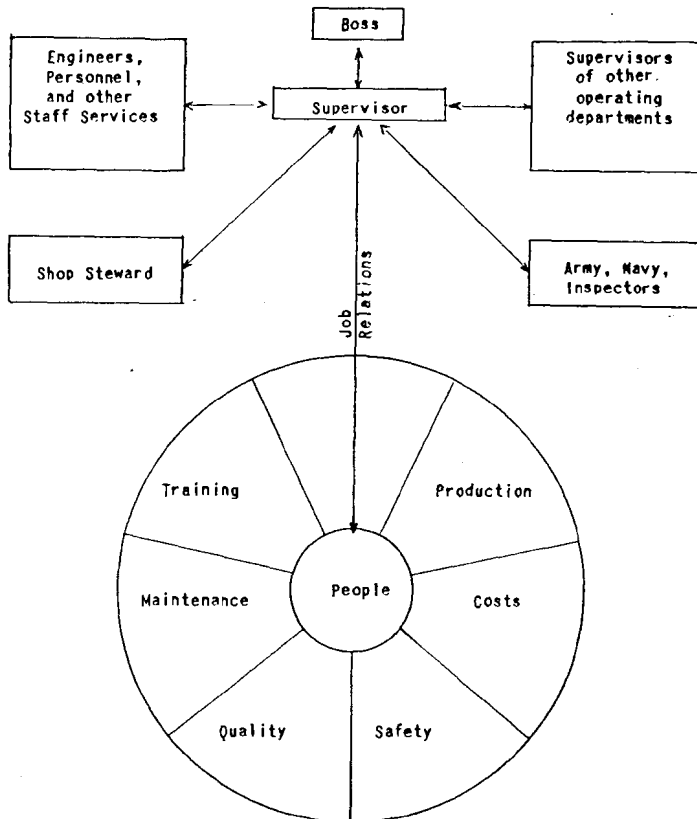 Boss
Engineers,
Personnel,
and other
Staff Services
Supervisor
Supervisors
of other
operating
departments
Shop Steward
Army, Navy,
Inspectors
Job
Relations
Training
Production
Maintenance
People
Costs
Quality
Safety